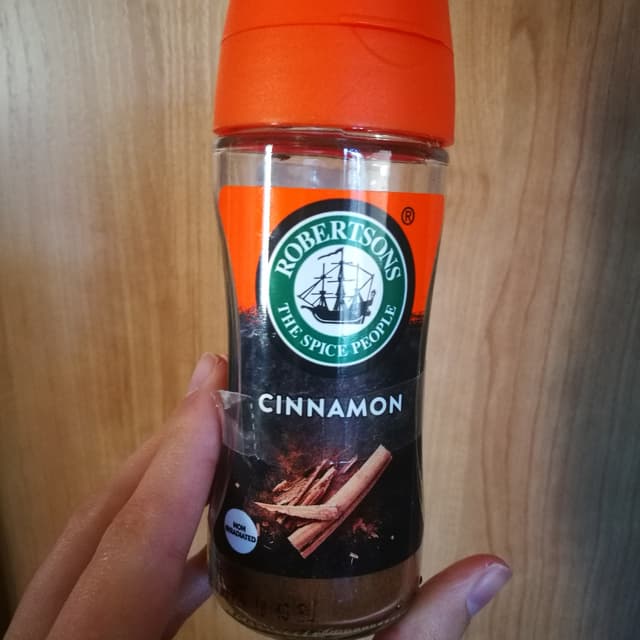 ®
ROBERTSONS
THE SPICE PEOPLE
CINNAMON
NON
IRRADIATED